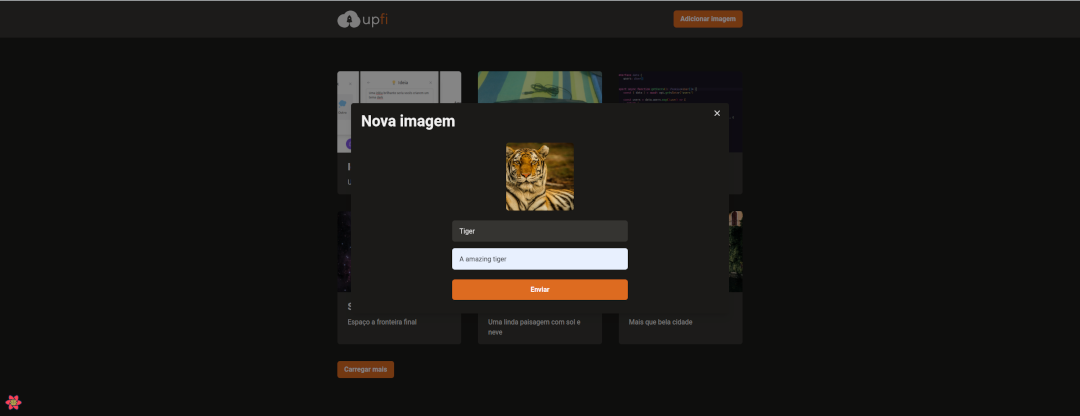 upfi
Adicionar imagem
Nova imagem
×
Tiger
A amazing tiger
Enviar
Espaço a fronteira final
Uma linda paisagem com sol e
neve
Mais que bela cidade
Carregar mais